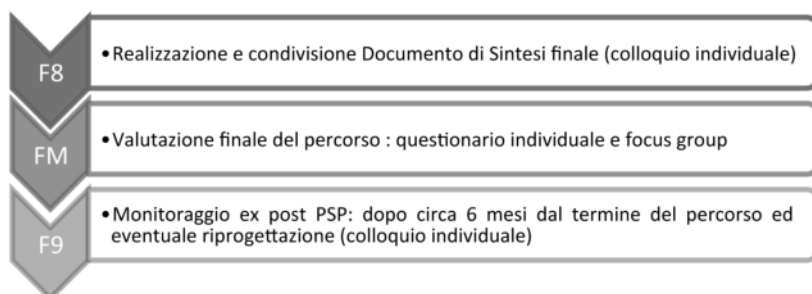 F8
•Realizzazione e condivisione Documento di Sintesi finale (colloquio individuale)
FM
•Valutazione finale del percorso : questionario individuale e focus group
F9
•Monitoraggio ex post PSP: dopo circa 6 mesi dal termine del percorso ed
eventuale riprogettazione (colloquio individuale)